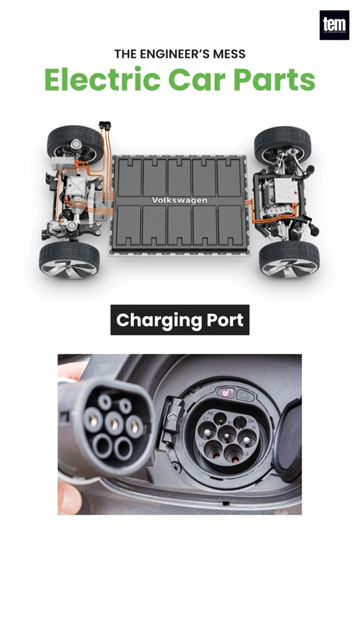 tem
THE ENGINEER'S MESS
Electric Car Parts
Volkswagen
Charging Port